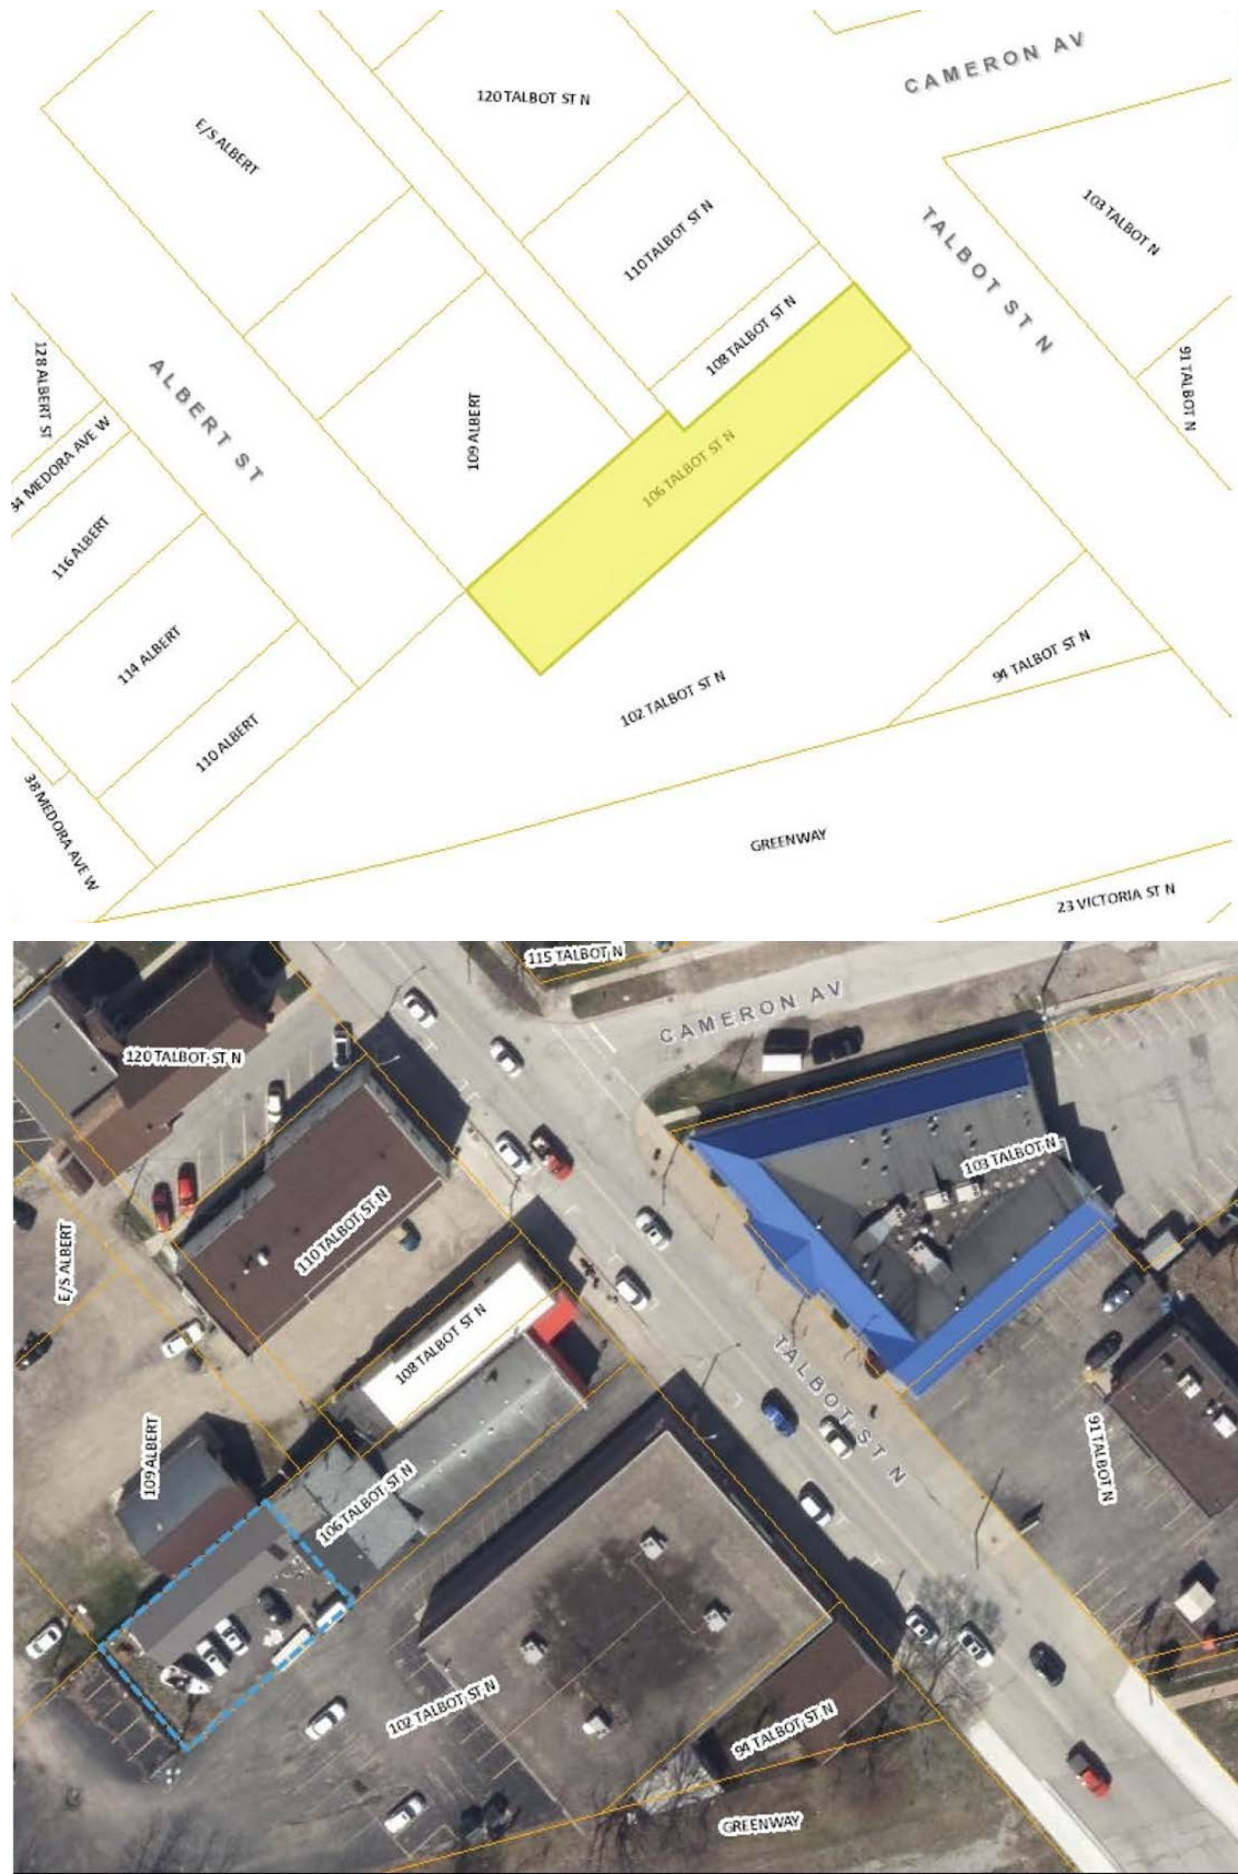 CAMERON AV
120 TALBOT ST N
E/S ALBERT
103 TALBOT N
110 TALBOT ST N
TALBOT ST N
108 TALBOT ST N
128 ALBERT ST
91 TALBOT N
ALBERT ST
109 ALBERT
34 MEDORA AVE W
106 TALBOT ST N
116 ALBERT
114 ALBERT
94 TALBOT ST N
102 TALBOT ST N
110 ALBERT
38 MEDORA AVE W
GREENWAY
23 VICTORIA ST N
115 TALBOT N
CAMERON AV
120 TALBOT ST N
103 TALBOT N
110 TALBOT ST N
E/S ALBERT
108 TALBOT ST N
TALBOT ST N
109 ALBERT
91 TALBOT N
106 TALBOT ST N
102 TALBOT ST N
94 TALBOT ST N
GREENWAY